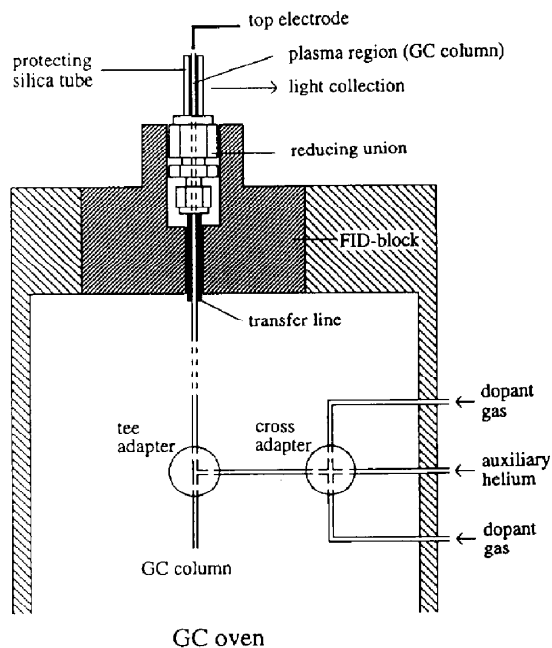 top electrode
protecting
silica tube
plasma region (GC column)
light collection
reducing union
FID-block
transfer line
tee
adapter
cross
adapter
dopant
gas
auxiliary
helium
dopant
gas
GC column
GC oven